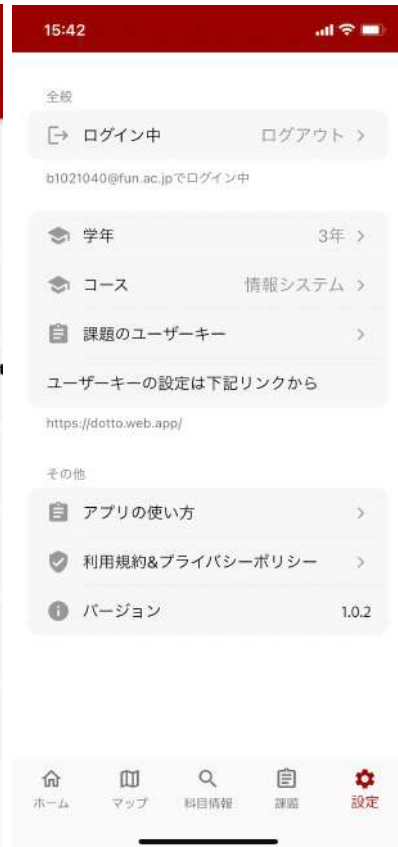 15:42
全般
ログイン中 ログアウト
b1021040@fun.ac.jpでログイン中
学年 3年
コース 情報システム
課題のユーザーキー
ユーザーキーの設定は下記リンクから
https://dotto.web.app/
その他
アプリの使い方
利用規約&プライバシーポリシー
バージョン 1.0.2
ホーム マップ 科目情報 課題 設定